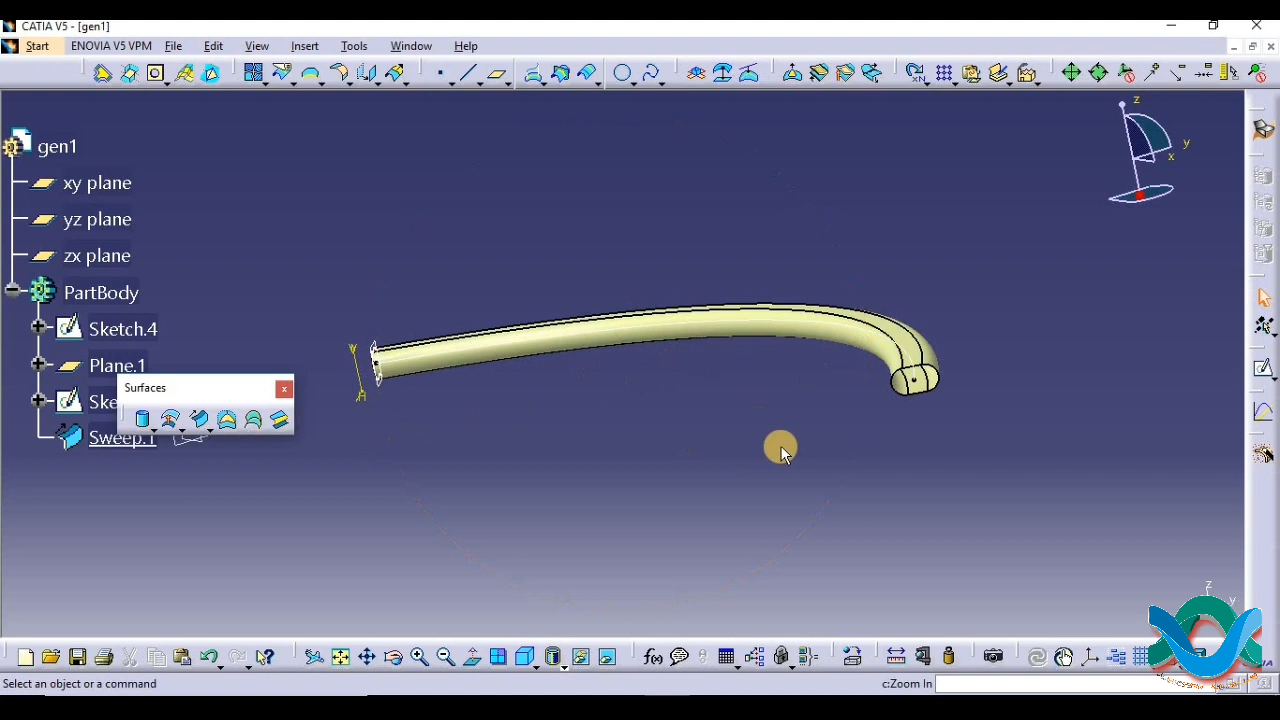 CATIA V5 - [gen1]
Start ENOVIA V5 VPM File Edit View Insert Tools Window Help
z
y
x
gen1
xy plane
yz plane
zx plane
PartBody
Sketch.4
Plane.1
Surfaces
Ske
Sweep.1
V
H
z
y
Select an object or a command
c:Zoom In